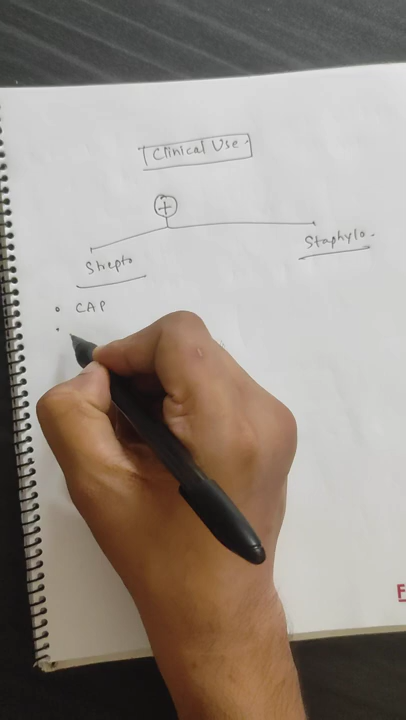 Clinical Use
+
Strepto
Staphylo.
• CAP
•
F